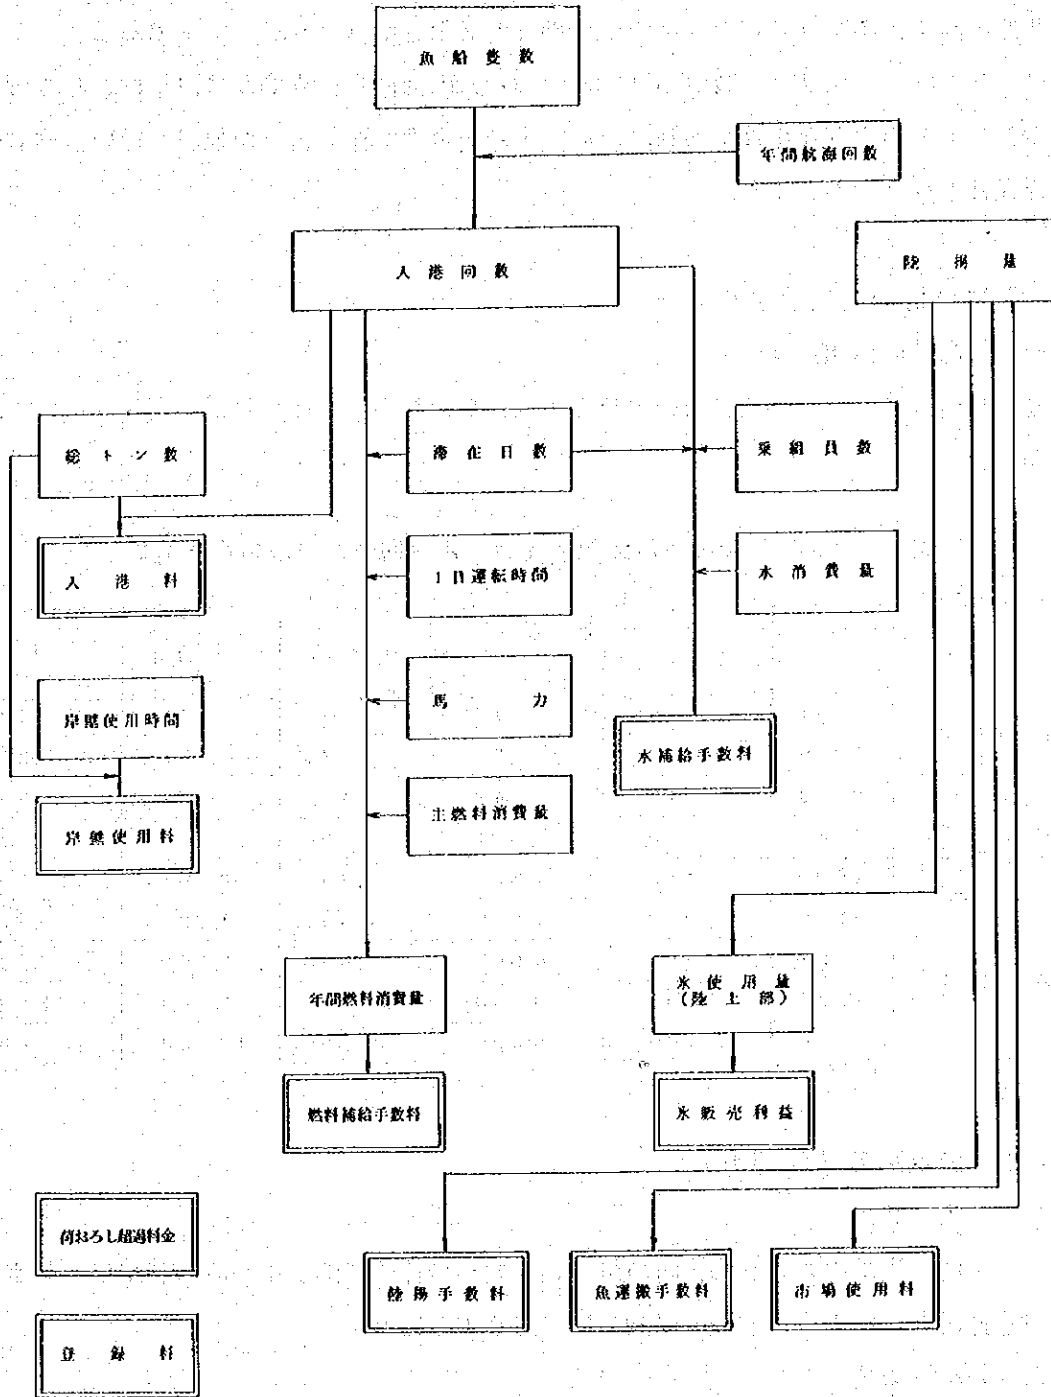 魚船隻数
年間航海回数
入港回数
陸揚量
総トン数
滞在日数
乗組員数
入港料
1日運転時間
水消費量
岸壁使用時間
馬力
水補給手数料
主燃料消費量
岸壁使用料
年間燃料消費量
氷使用量
(陸上部)
燃料補給手数料
氷販売利益
荷おろし超過料金
陸揚手数料
魚運搬手数料
市場使用料
登録料